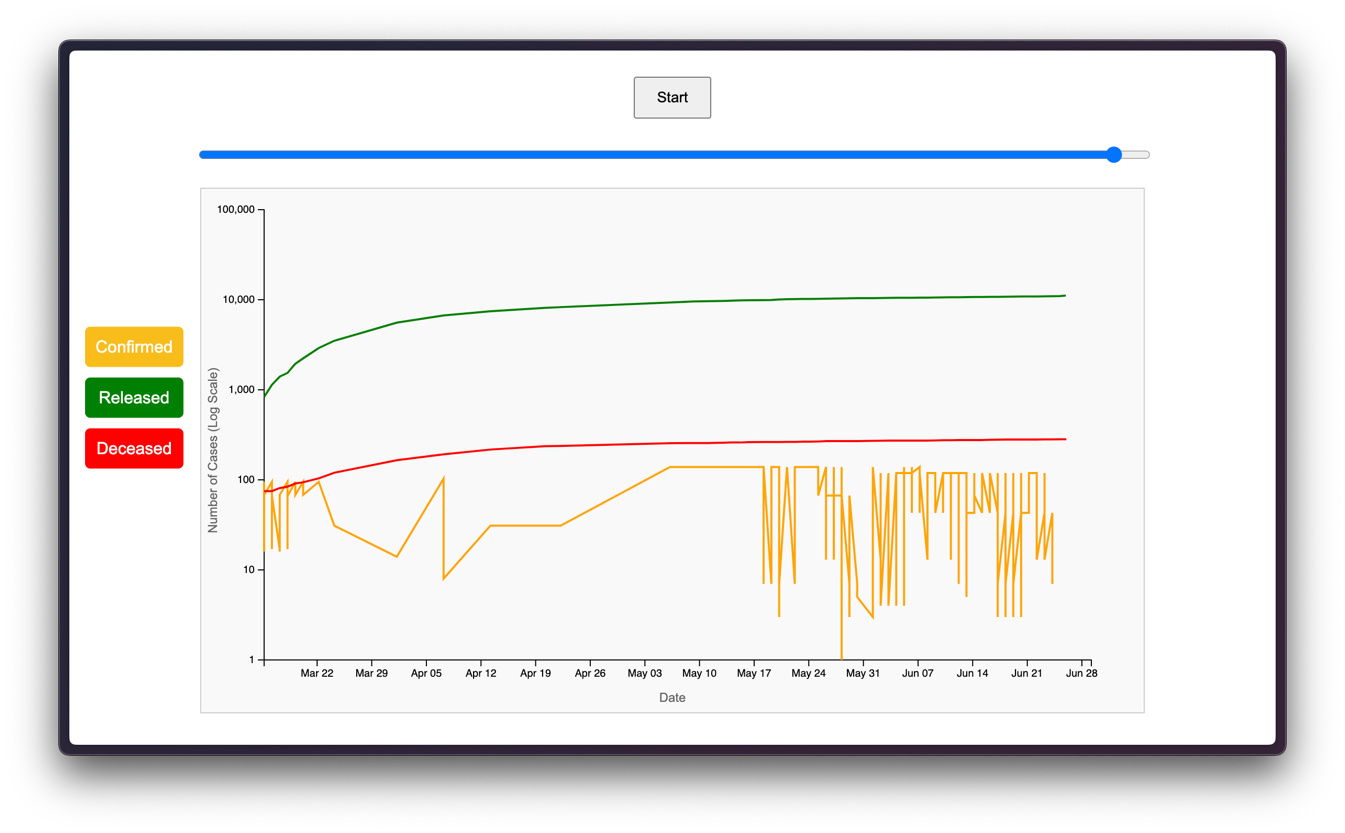 Start
Confirmed
Released
Deceased
Number of Cases (Log Scale)
100,000
10,000
1,000
100
10
1
Mar 22 Mar 29 Apr 05 Apr 12 Apr 19 Apr 26 May 03 May 10 May 17 May 24 May 31 Jun 07 Jun 14 Jun 21 Jun 28
Date